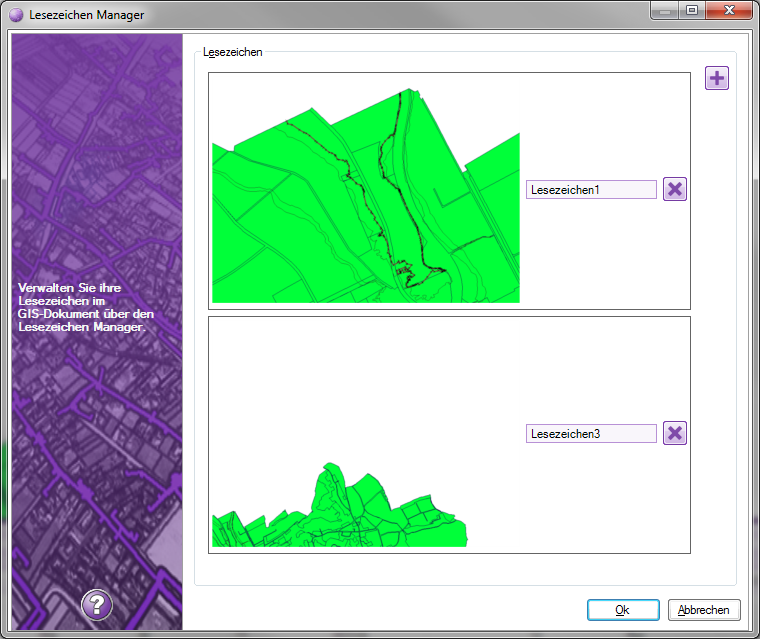 Lesezeichen Manager
Verwalten Sie ihre
Lesezeichen im
GIS-Dokument über den
Lesezeichen Manager.
?
Lesezeichen
Lesezeichen1
Lesezeichen3
Ok
Abbrechen